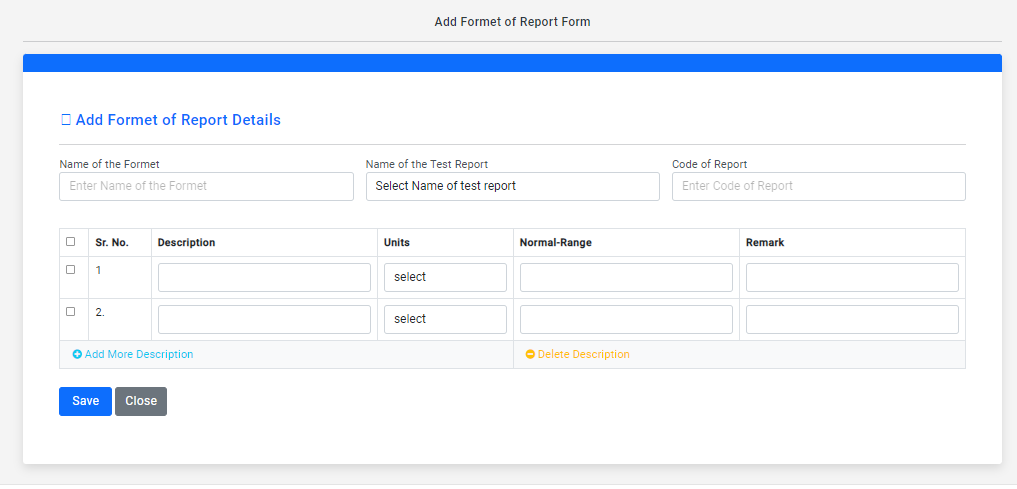 Add Formet of Report Form
Add Formet of Report Details
Name of the Formet Name of the Test Report Code of Report
Enter Name of the Formet Select Name of test report Enter Code of Report
Sr. No. Description Units Normal-Range Remark
1 select
2. select
Add More Description Delete Description
Save Close